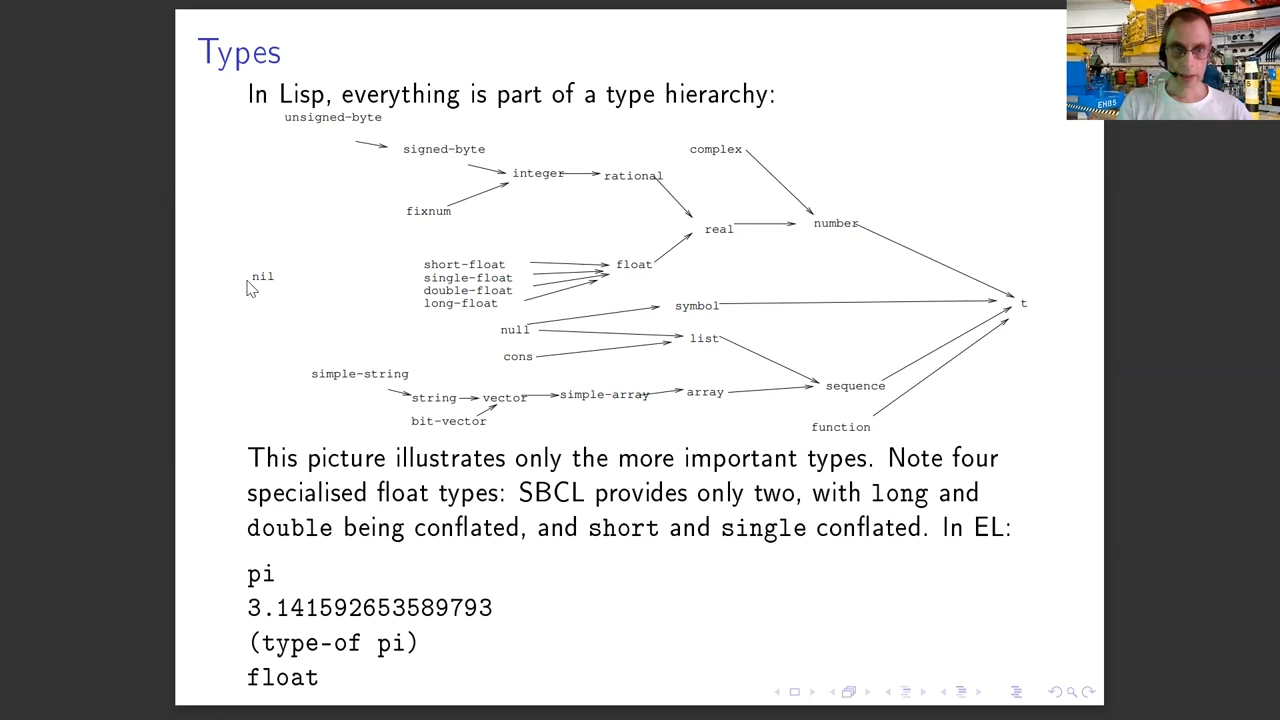 Types
In Lisp, everything is part of a type hierarchy:
unsigned-byte
signed-byte
complex
integer
rational
fixnum
number
real
short-float
float
single-float
nil
double-float
long-float
symbol
t
null
list
cons
simple-string
sequence
string
vector
simple-array
array
bit-vector
function
This picture illustrates only the more important types. Note four
specialised float types: SBCL provides only two, with long and
double being conflated, and short and single conflated. In EL:
pi
3.141592653589793
(type-of pi)
float
EHB5